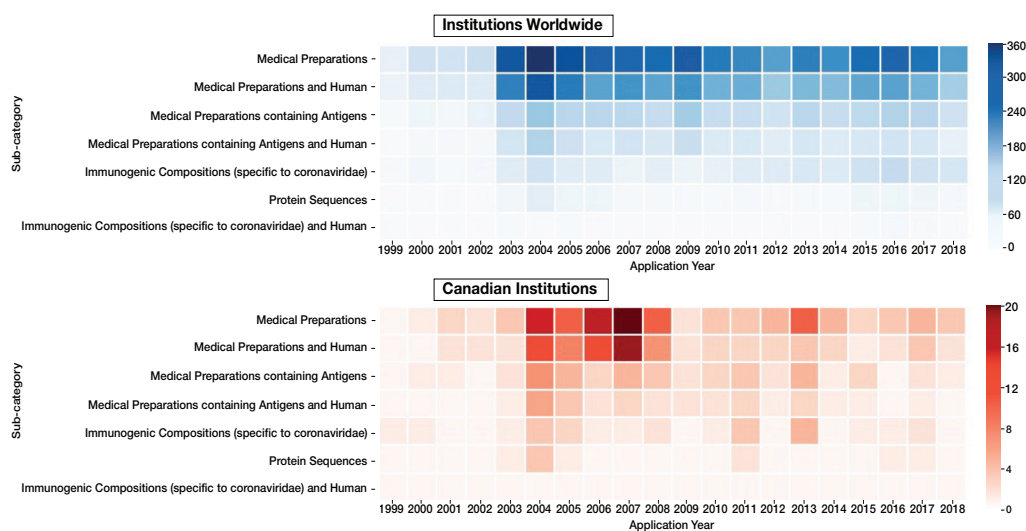 Institutions Worldwide
Sub-category
Medical Preparations -
Medical Preparations and Human -
Medical Preparations containing Antigens -
Medical Preparations containing Antigens and Human -
Immunogenic Compositions (specific to coronaviridae) -
Protein Sequences -
Immunogenic Compositions (specific to coronaviridae) and Human -
1999 2000 2001 2002 2003 2004 2005 2006 2007 2008 2009 2010 2011 2012 2013 2014 2015 2016 2017 2018
Application Year
-360
-300
-240
-180
-120
-60
-0
Canadian Institutions
Sub-category
Medical Preparations -
Medical Preparations and Human -
Medical Preparations containing Antigens -
Medical Preparations containing Antigens and Human -
Immunogenic Compositions (specific to coronaviridae) -
Protein Sequences -
Immunogenic Compositions (specific to coronaviridae) and Human -
1999 2000 2001 2002 2003 2004 2005 2006 2007 2008 2009 2010 2011 2012 2013 2014 2015 2016 2017 2018
Application Year
-20
-16
-12
-8
-4
-0